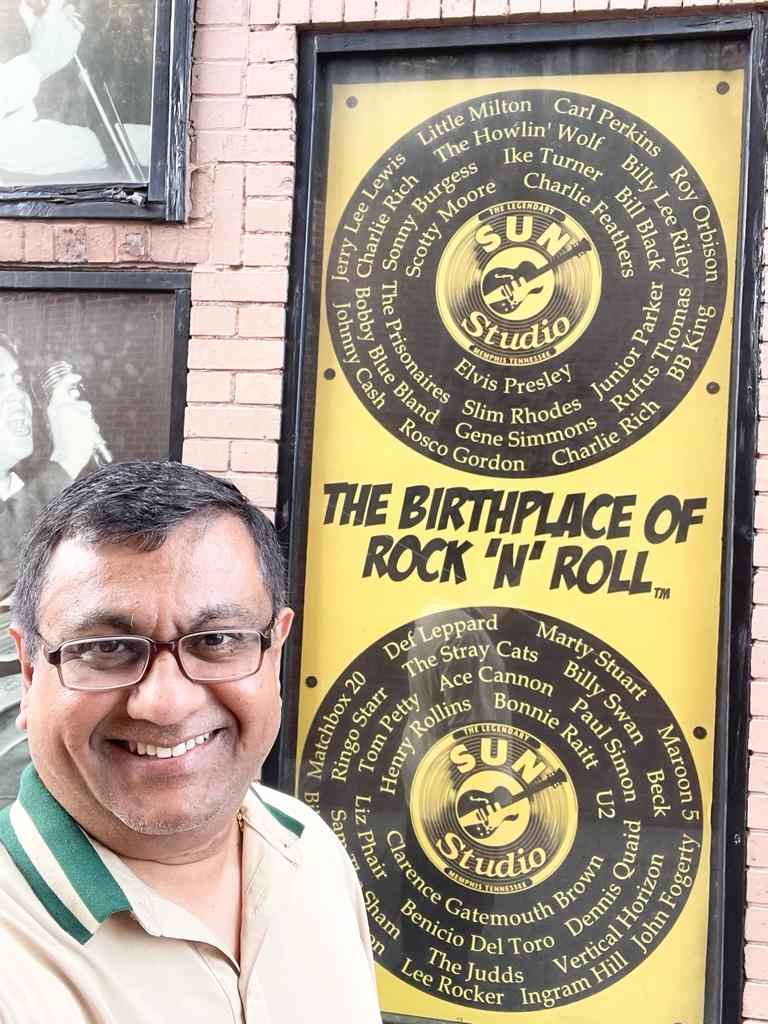 Jerry Lee Lewis
Little Milton
Carl Perkins
Roy Orbison
Charlie Rich
The Howlin' Wolf
Billy Lee Riley
Sonny Burgess
Ike Turner
Bill Black
Scotty Moore
Charlie Feathers
THE LEGENDARY
SUN
Studio
MEMPHIS TENNESSEE
Elvis Presley
The Prisonaires
Slim Rhodes
Junior Parker
Bobby Blue Bland
Gene Simmons
Rufus Thomas
Johnny Cash
Rosco Gordon
Charlie Rich
BB King
THE BIRTHPLACE OF
ROCK 'N' ROLL TM
Matchbox 20
Def Leppard
Marty Stuart
Maroon 5
Ringo Starr
The Stray Cats
Billy Swan
Beck
Tom Petty
Ace Cannon
Paul Simon
Henry Rollins
Bonnie Raitt
U2
THE LEGENDARY
SUN
Studio
MEMPHIS TENNESSEE
Clarence Gatemouth Brown
Liz Phair
Benicio Del Toro
Dennis Quaid
Sham
The Judds
Vertical Horizon
Lee Rocker
Ingram Hill
John Fogerty